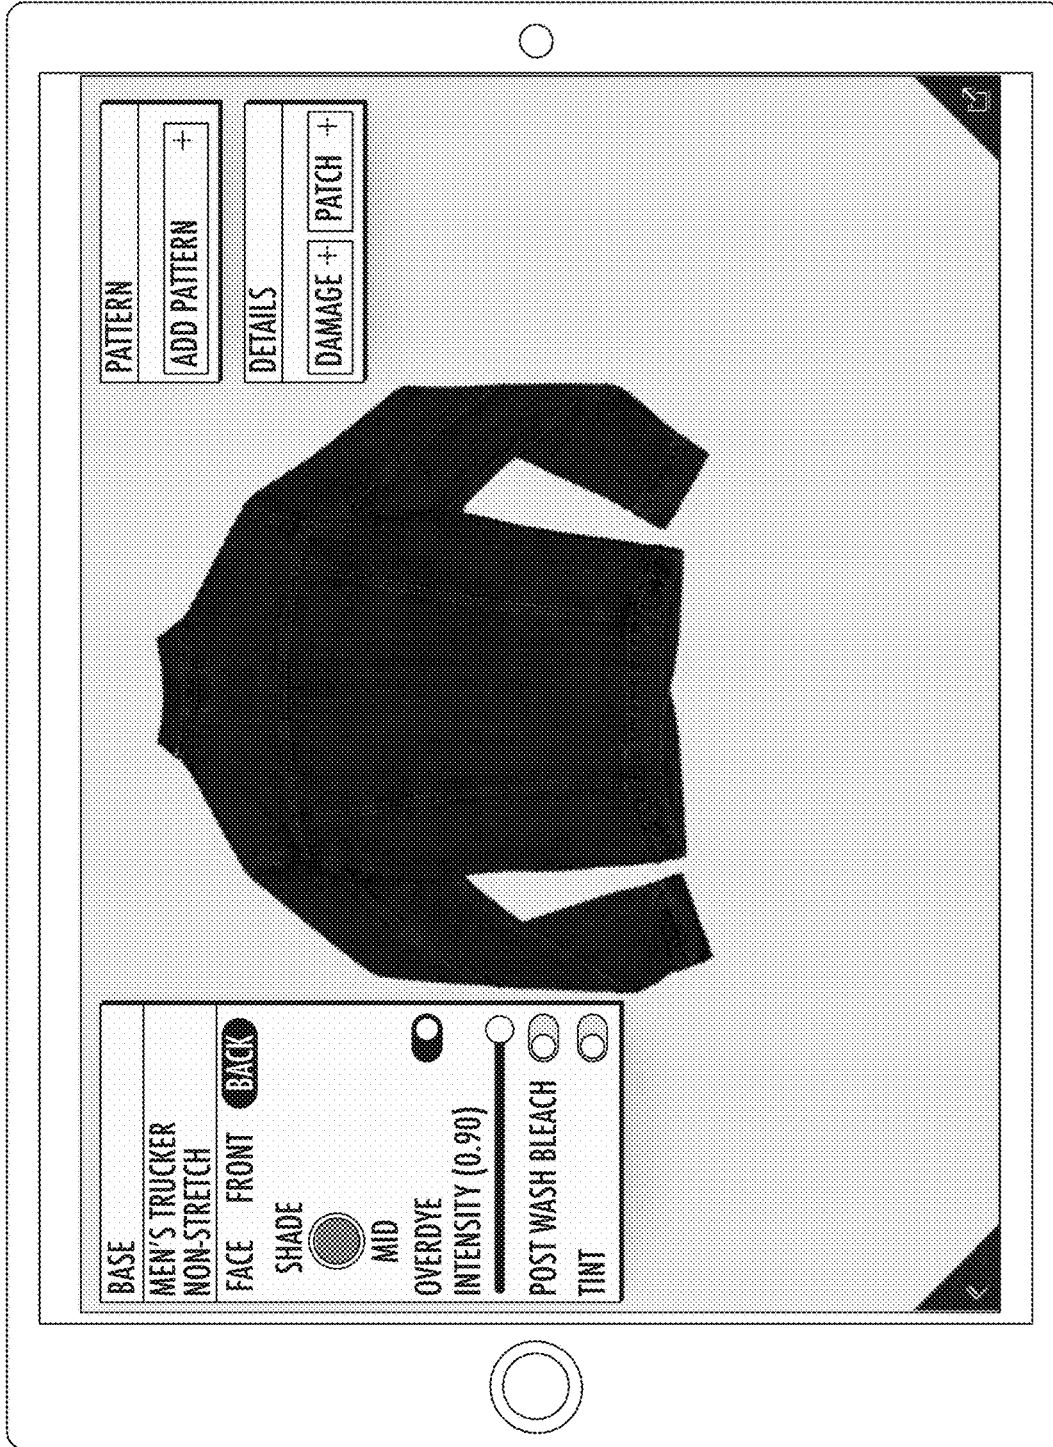 BASE
MEN'S TRUCKER
NON-STRETCH
FACE FRONT BACK
SHADE
MID
OVERDYE
INTENSITY (0.90)
POST WASH BLEACH
TINT
PATTERN
ADD PATTERN +
DETAILS
DAMAGE + PATCH +